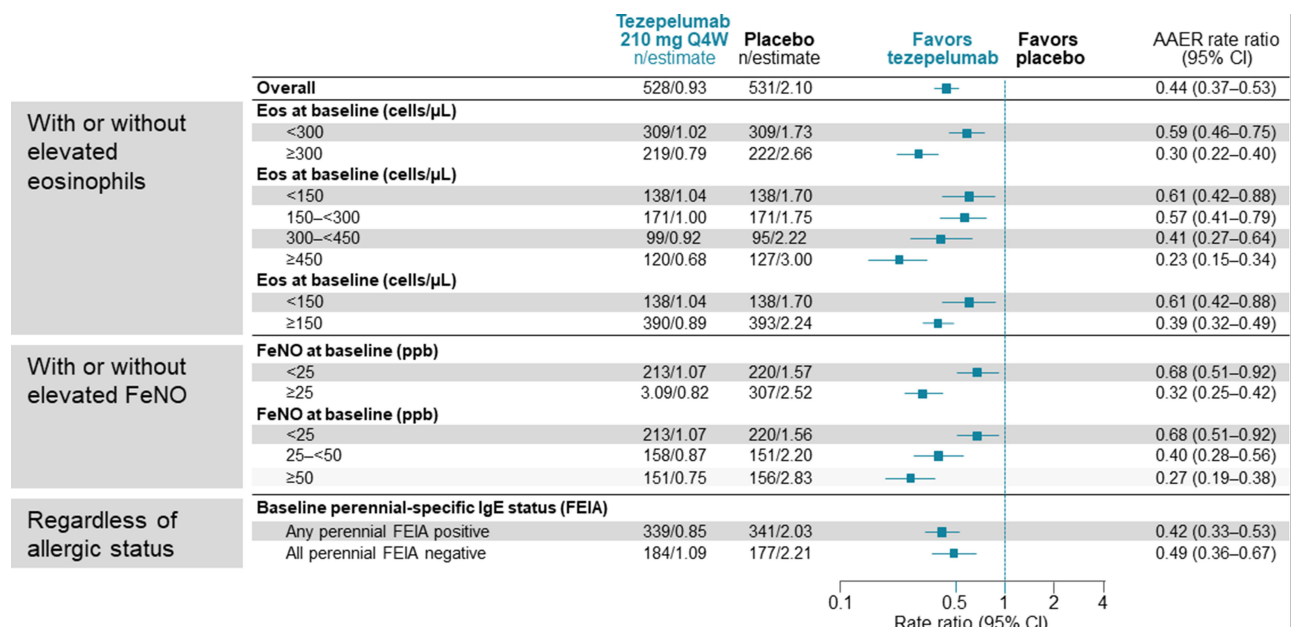 Tezepelumab
210 mg Q4W Placebo Favors Favors AAER rate ratio
n/estimate n/estimate tezepelumab placebo (95% CI)
Overall 528/0.93 531/2.10 0.44 (0.37–0.53)
With or without
elevated
eosinophils
Eos at baseline (cells/µL)
<300 309/1.02 309/1.73 0.59 (0.46–0.75)
≥300 219/0.79 222/2.66 0.30 (0.22–0.40)
Eos at baseline (cells/µL)
<150 138/1.04 138/1.70 0.61 (0.42–0.88)
150–<300 171/1.00 171/1.75 0.57 (0.41–0.79)
300–<450 99/0.92 95/2.22 0.41 (0.27–0.64)
≥450 120/0.68 127/3.00 0.23 (0.15–0.34)
Eos at baseline (cells/µL)
<150 138/1.04 138/1.70 0.61 (0.42–0.88)
≥150 390/0.89 393/2.24 0.39 (0.32–0.49)
With or without
elevated FeNO
FeNO at baseline (ppb)
<25 213/1.07 220/1.57 0.68 (0.51–0.92)
≥25 3.09/0.82 307/2.52 0.32 (0.25–0.42)
FeNO at baseline (ppb)
<25 213/1.07 220/1.56 0.68 (0.51–0.92)
25–<50 158/0.87 151/2.20 0.40 (0.28–0.56)
≥50 151/0.75 156/2.83 0.27 (0.19–0.38)
Regardless of
allergic status
Baseline perennial-specific IgE status (FEIA)
Any perennial FEIA positive 339/0.85 341/2.03 0.42 (0.33–0.53)
All perennial FEIA negative 184/1.09 177/2.21 0.49 (0.36–0.67)
0.1 0.5 1 2 4
Rate ratio (95% CI)